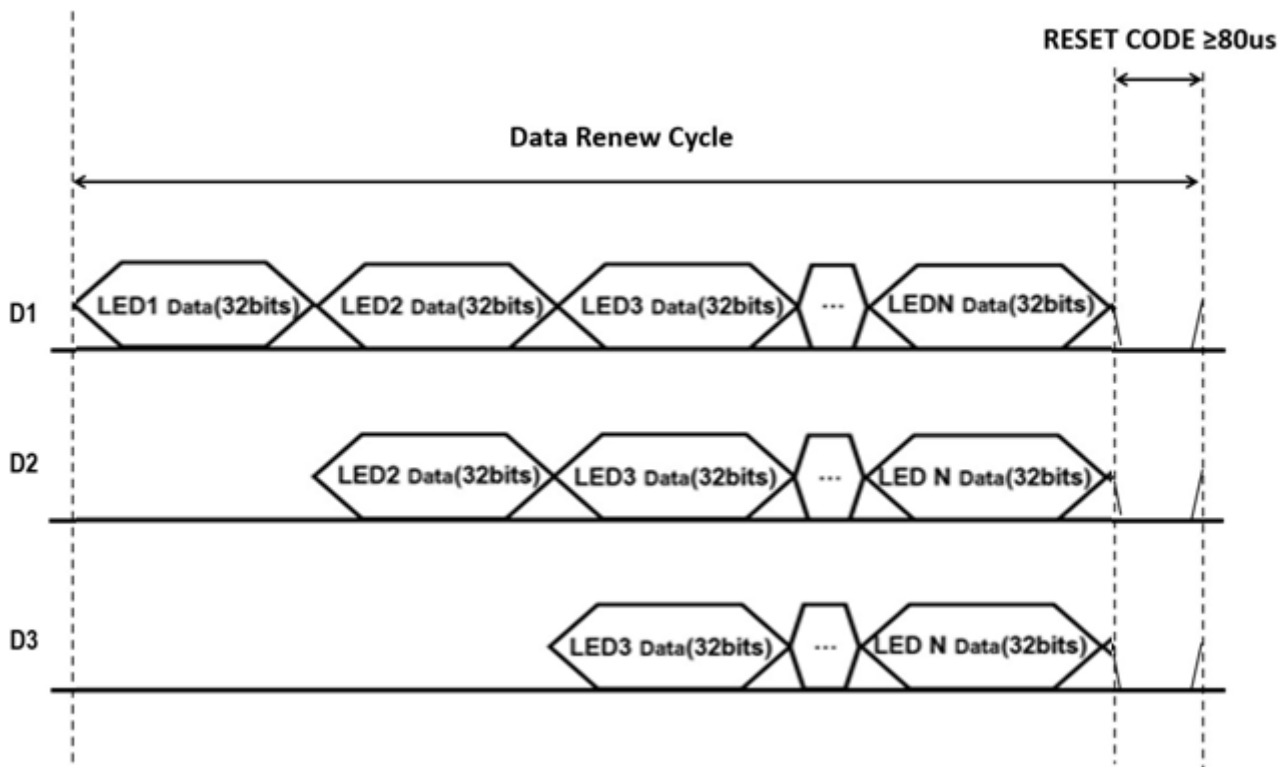 RESET CODE ≥80us
Data Renew Cycle
D1
LED1 Data(32bits)
LED2 Data(32bits)
LED3 Data(32bits)
...
LEDN Data(32bits)
D2
LED2 Data(32bits)
LED3 Data(32bits)
...
LED N Data(32bits)
D3
LED3 Data(32bits)
...
LED N Data(32bits)